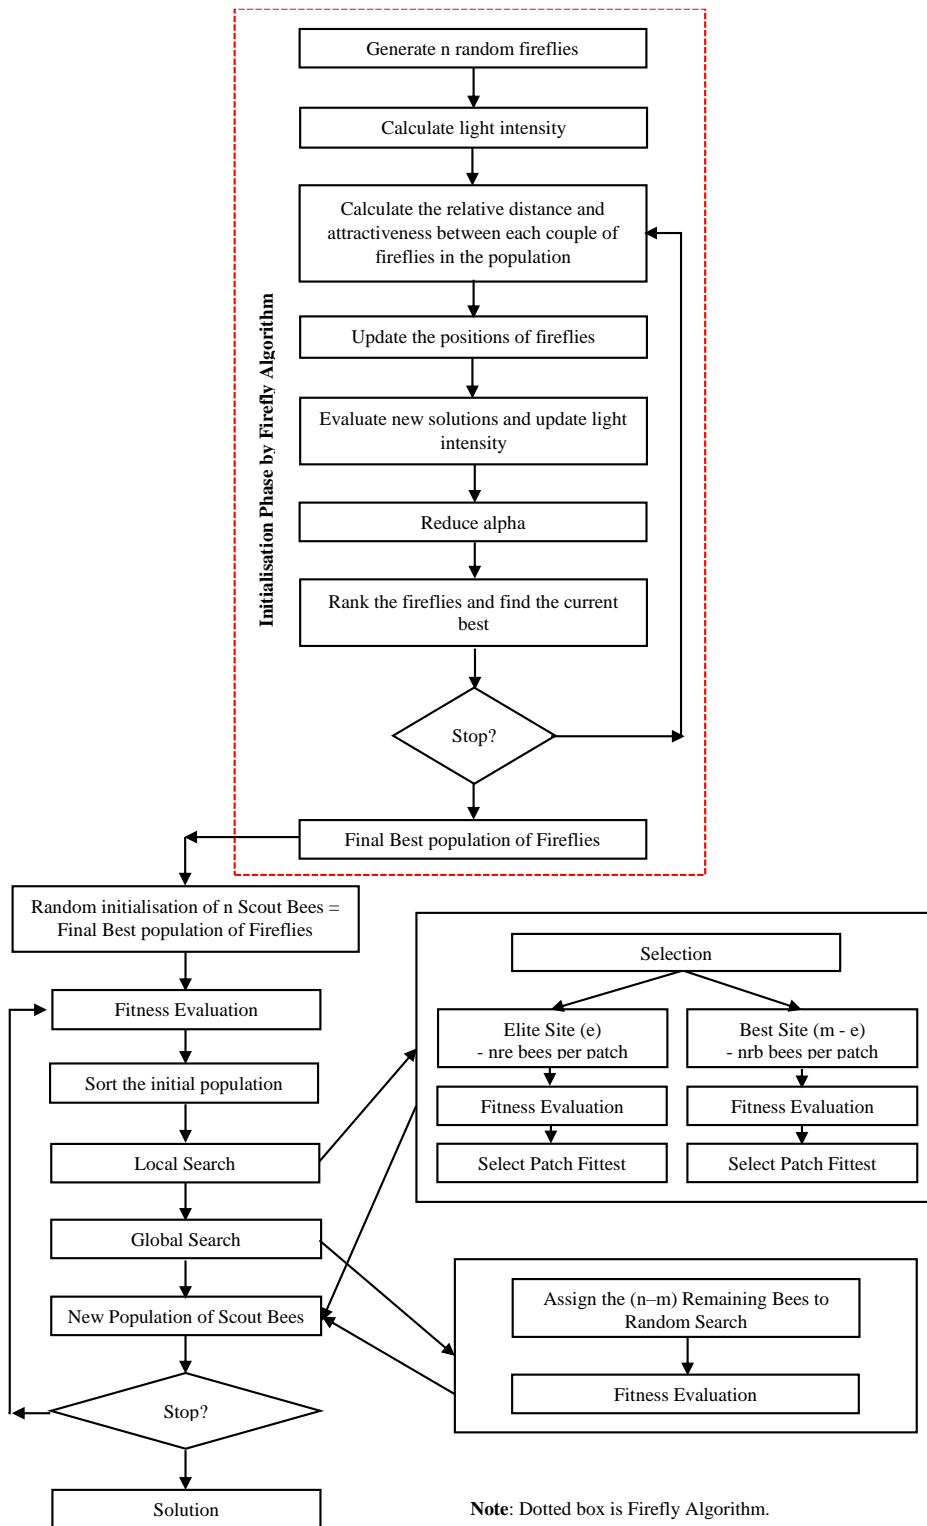 Generate n random fireflies
Calculate light intensity
Calculate the relative distance and
attractiveness between each couple of
fireflies in the population
Update the positions of fireflies
Evaluate new solutions and update light
intensity
Reduce alpha
Rank the fireflies and find the current
best
Stop?
Final Best population of Fireflies
Initialisation Phase by Firefly Algorithm
Random initialisation of n Scout Bees =
Final Best population of Fireflies
Fitness Evaluation
Sort the initial population
Local Search
Global Search
New Population of Scout Bees
Stop?
Solution
Selection
Elite Site (e)
- nre bees per patch
Fitness Evaluation
Select Patch Fittest
Best Site (m - e)
- nrb bees per patch
Fitness Evaluation
Select Patch Fittest
Assign the (n–m) Remaining Bees to
Random Search
Fitness Evaluation
Note: Dotted box is Firefly Algorithm.